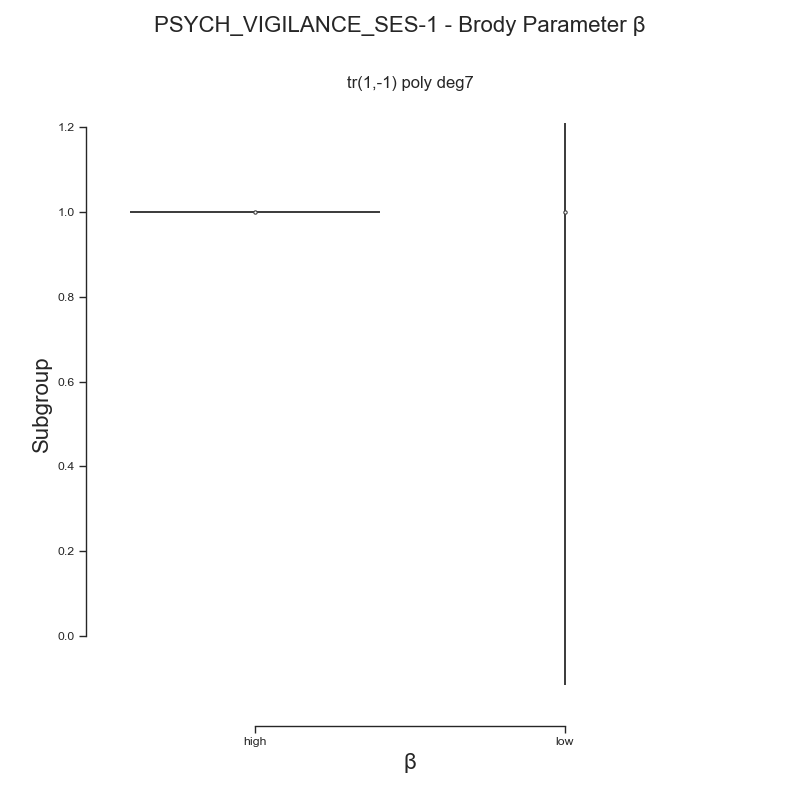 PSYCH_VIGILANCE_SES-1 - Brody Parameter β
tr(1,-1) poly deg7
1.2
1.0
0.8
0.6
0.4
0.2
0.0
Subgroup
high
low
β